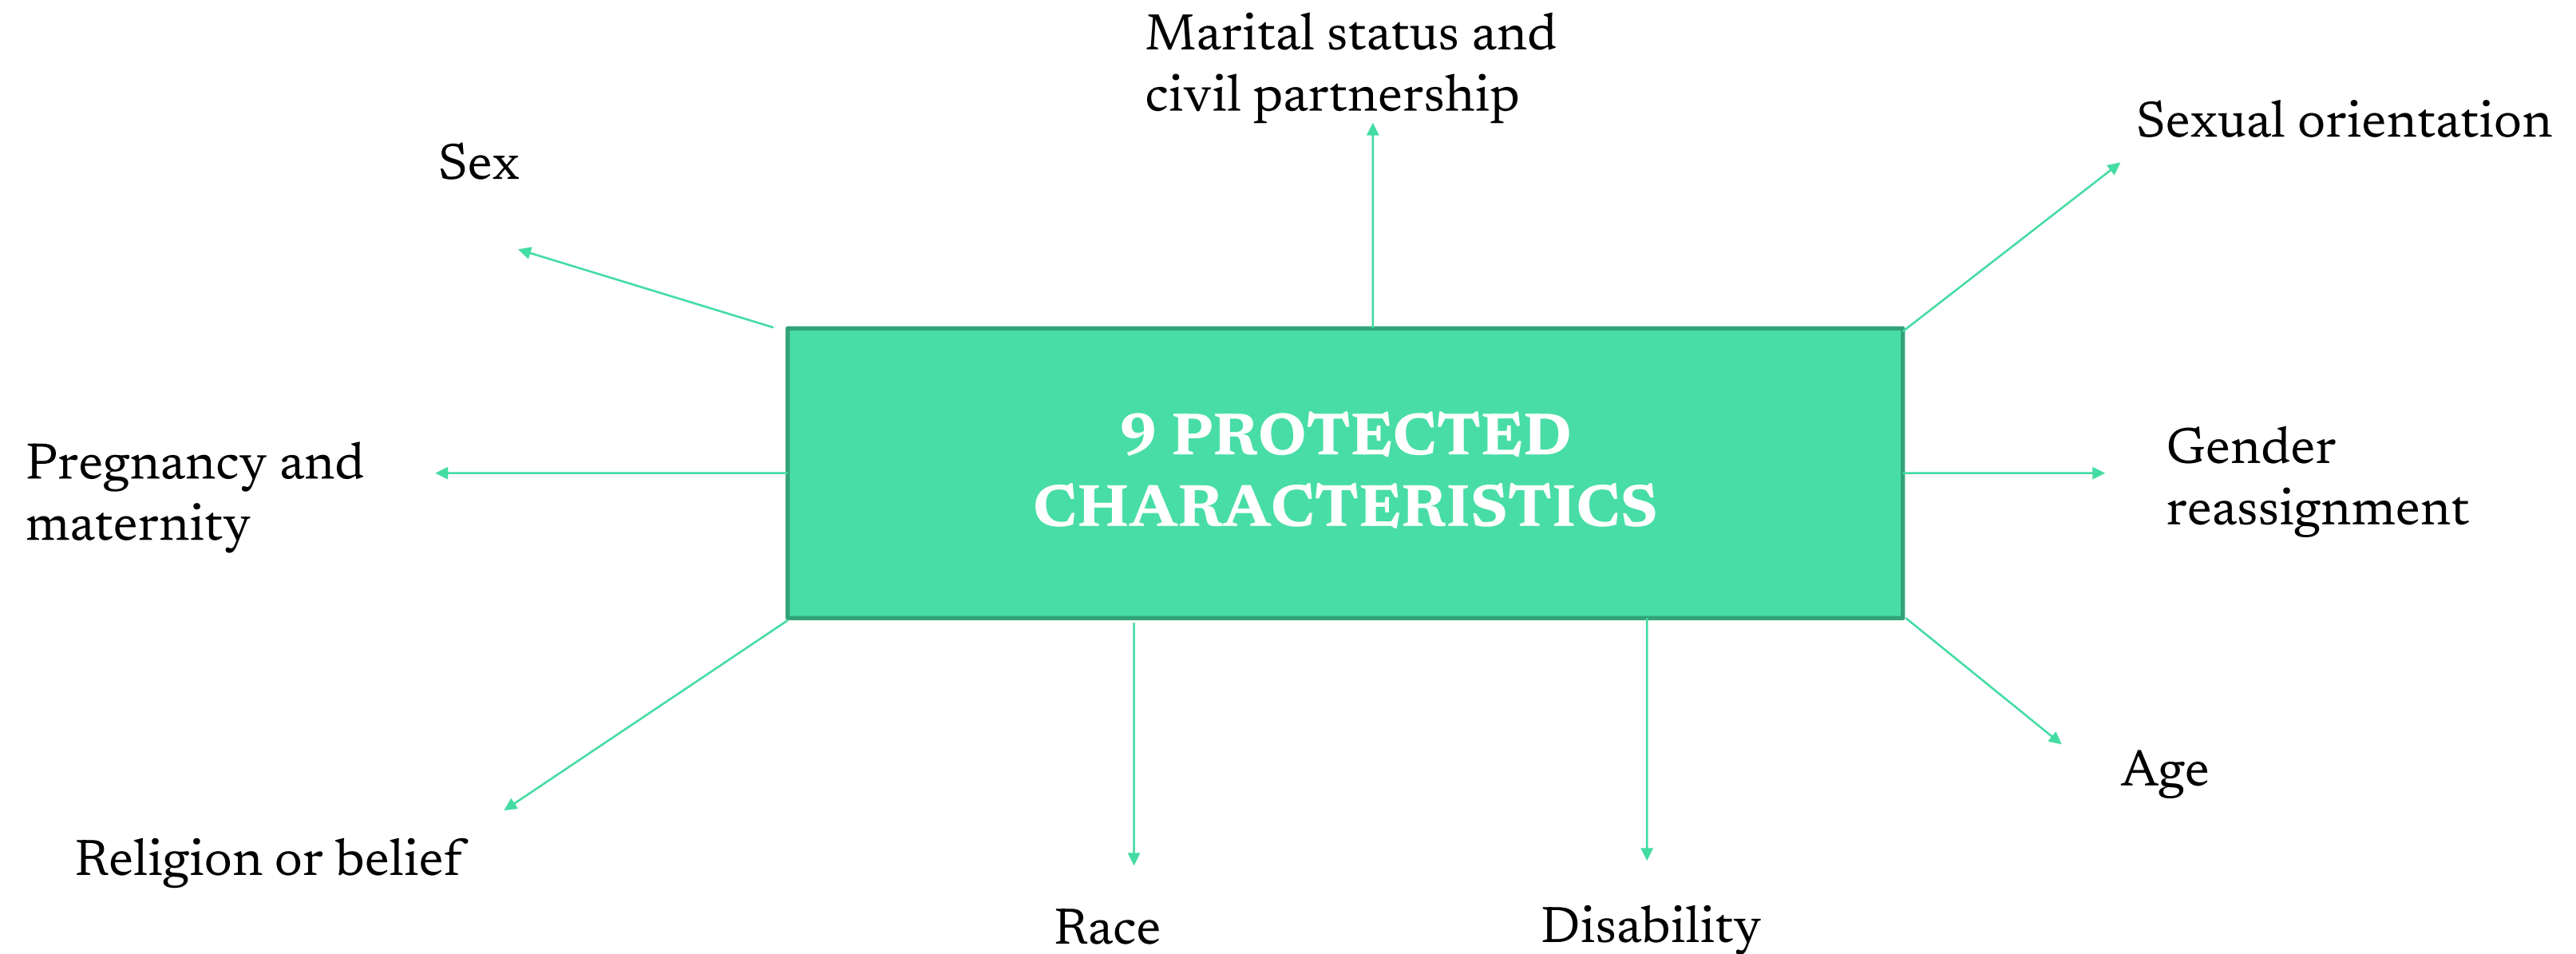 Marital status and
civil partnership
Sexual orientation
Sex
9 PROTECTED
CHARACTERISTICS
Pregnancy and
maternity
Gender
reassignment
Age
Religion or belief
Race
Disability